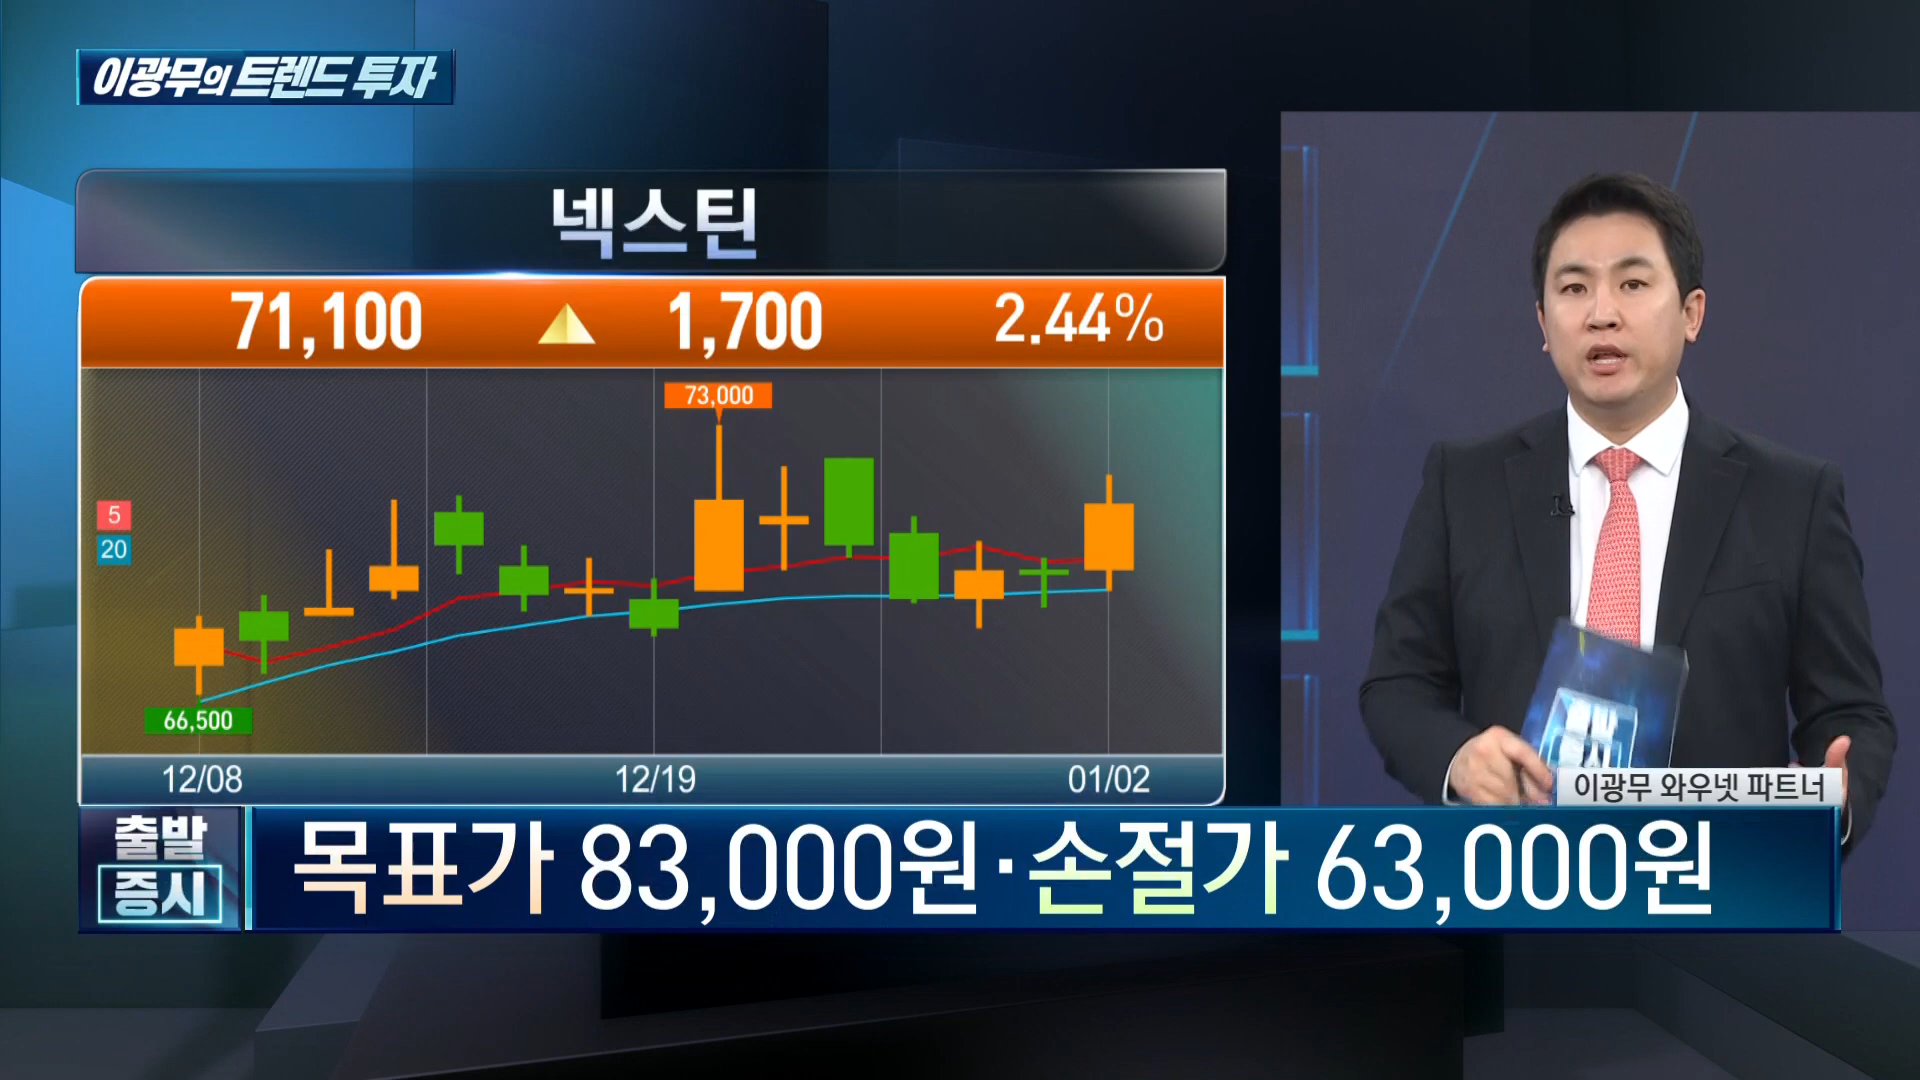 이광무의 트렌드 투자
넥스틴
71,100 ▲ 1,700 2.44%
73,000
5
20
66,500
12/08 12/19 01/02
이광무 와우넷 파트너
출발
증시
목표가 83,000원·손절가 63,000원